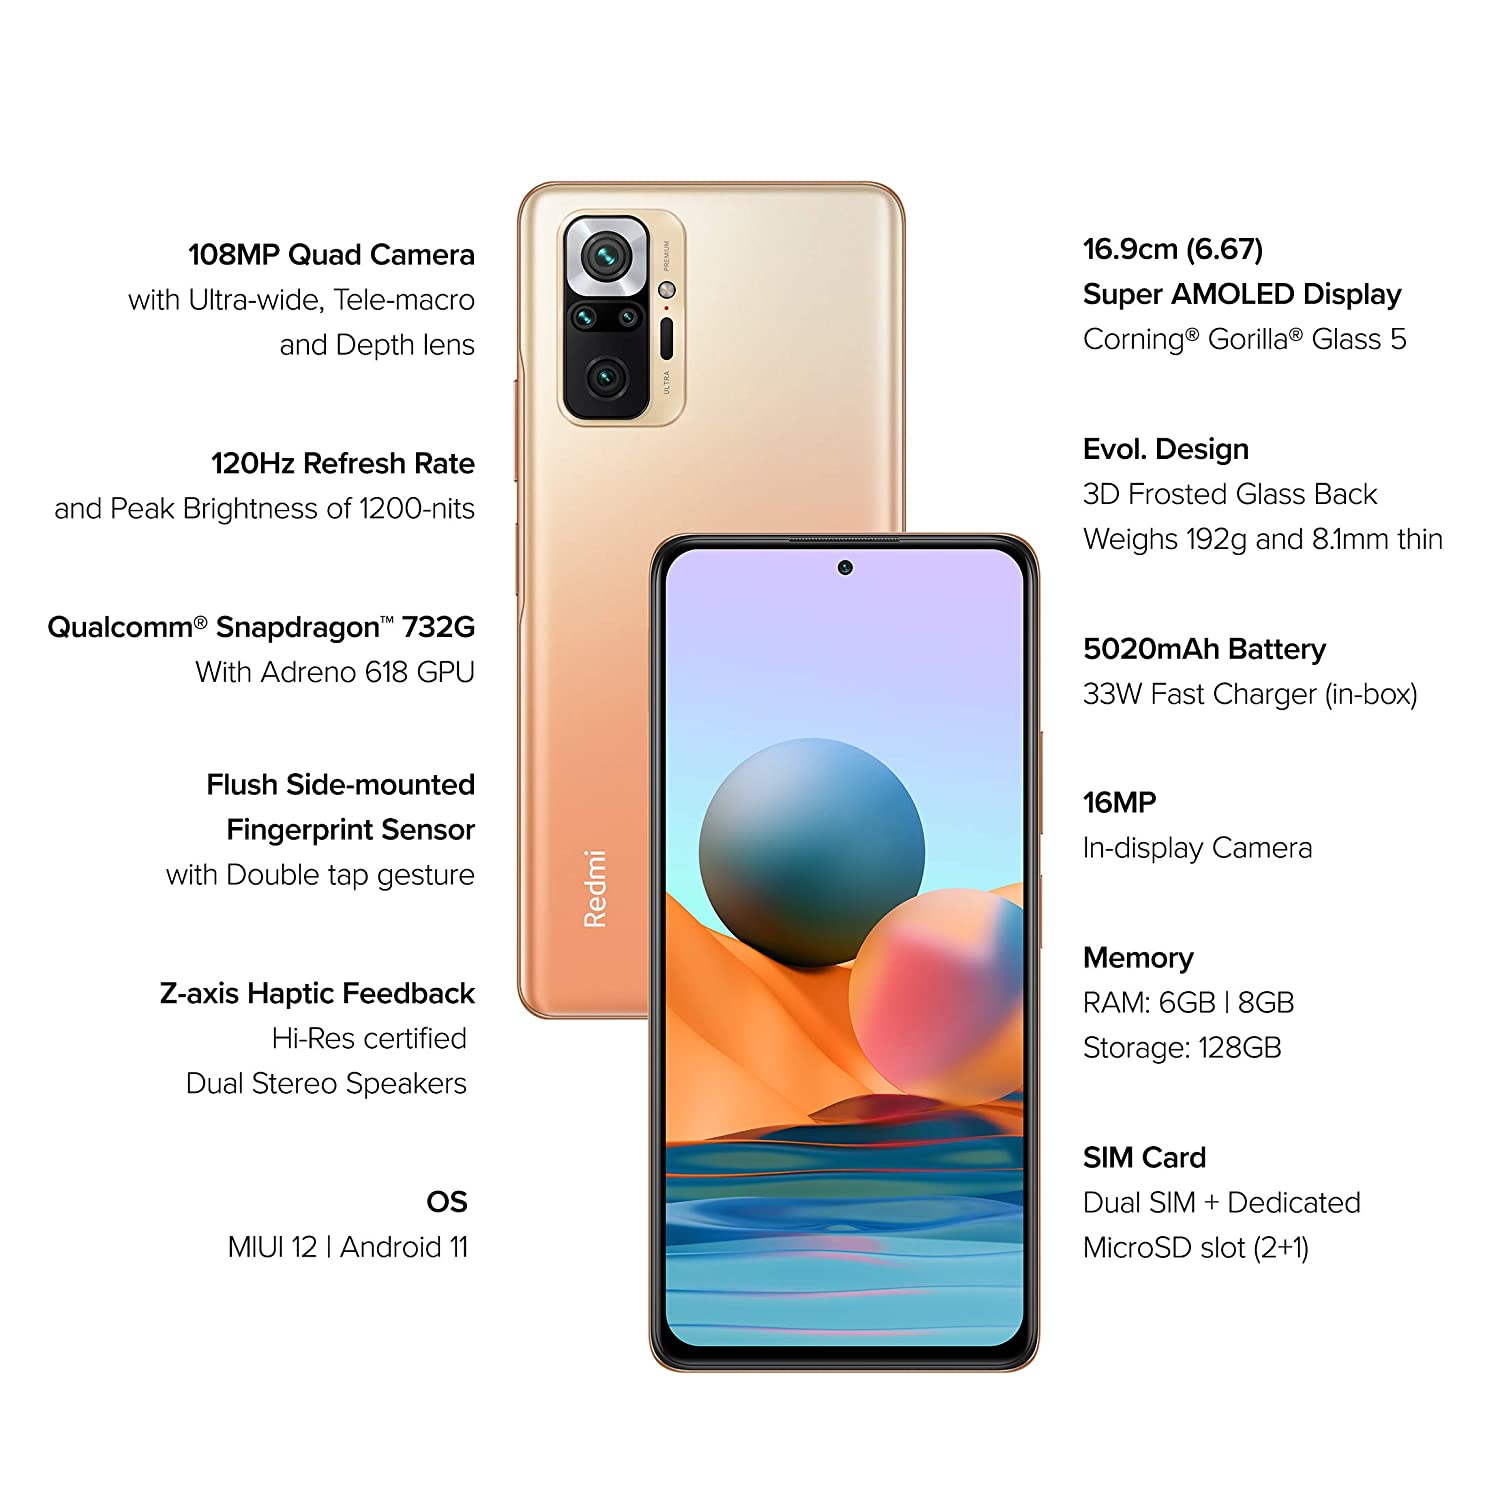 108MP Quad Camera
with Ultra-wide, Tele-macro
and Depth lens
120Hz Refresh Rate
and Peak Brightness of 1200-nits
Qualcomm® Snapdragon™ 732G
With Adreno 618 GPU
Flush Side-mounted
Fingerprint Sensor
with Double tap gesture
Z-axis Haptic Feedback
Hi-Res certified
Dual Stereo Speakers
OS
MIUI 12 | Android 11
PREMIUM
ULTRA
Redmi
16.9cm (6.67)
Super AMOLED Display
Corning® Gorilla® Glass 5
Evol. Design
3D Frosted Glass Back
Weighs 192g and 8.1mm thin
5020mAh Battery
33W Fast Charger (in-box)
16MP
In-display Camera
Memory
RAM: 6GB | 8GB
Storage: 128GB
SIM Card
Dual SIM + Dedicated
MicroSD slot (2+1)